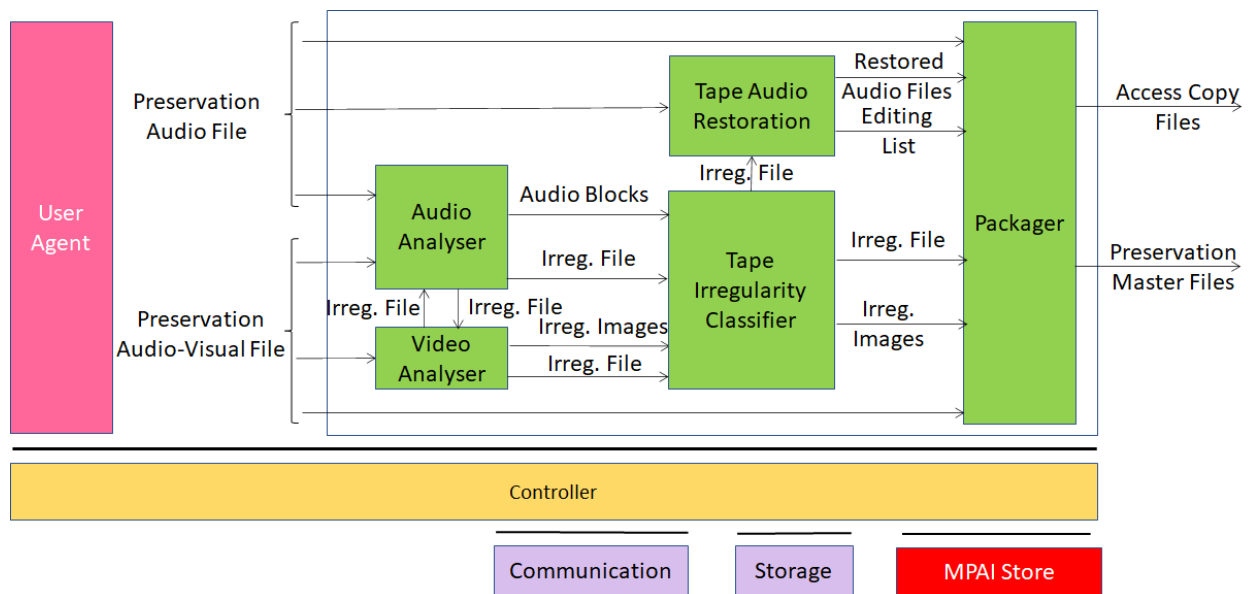 Preservation
Audio File
User
Agent
Preservation
Audio-Visual File
Audio
Analyser
Irreg. File
Irreg. File
Video
Analyser
Audio Blocks
Irreg. File
Irreg. Images
Irreg. File
Tape Audio
Restoration
Irreg. File
Tape
Irregularity
Classifier
Restored
Audio Files
Editing
List
Irreg. File
Irreg.
Images
Packager
Access Copy
Files
Preservation
Master Files
Controller
Communication
Storage
MPAI Store